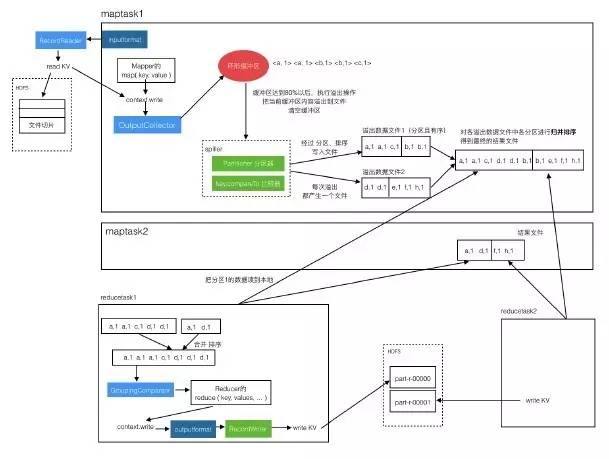 maptask1
RecordReader
inputformat
read KV
HDFS
文件切片
Mapper的
map( key, value )
context.write
OutputCollector
环形缓冲区
<a, 1> <a, 1> <b,1> <b,1> <c,1>
缓冲区达到80%以后，执行溢出操作
把当前缓冲区内容溢出到文件
清空缓冲区
spiller
Partitioner 分区器
经过 分区、排序
写入文件
每次溢出
都产生一个文件
溢出数据文件1 (分区且有序)
a,1 a,1 c,1 b,1 b,1
溢出数据文件2
d,1 d,1 e,1 f,1 h,1
对各溢出数据文件中各分区进行归并排序
得到最终的结果文件
a,1 a,1 c,1 d,1 d,1 b,1 b,1 e,1 f,1 h,1
maptask2
结果文件
a,1 d,1 f,1 h,1
把分区1的数据读到本地
reducetask1
a,1 a,1 c,1 d,1 d,1
a,1 d,1
合并 排序
a,1 a,1 a,1 c,1 d,1 d,1 d,1
GroupingComparator
Reducer的
reduce ( key, values, ... )
context.write
outputformat
RecordWriter
write KV
HDFS
part-r-00000
part-r-00001
reducetask2
write KV